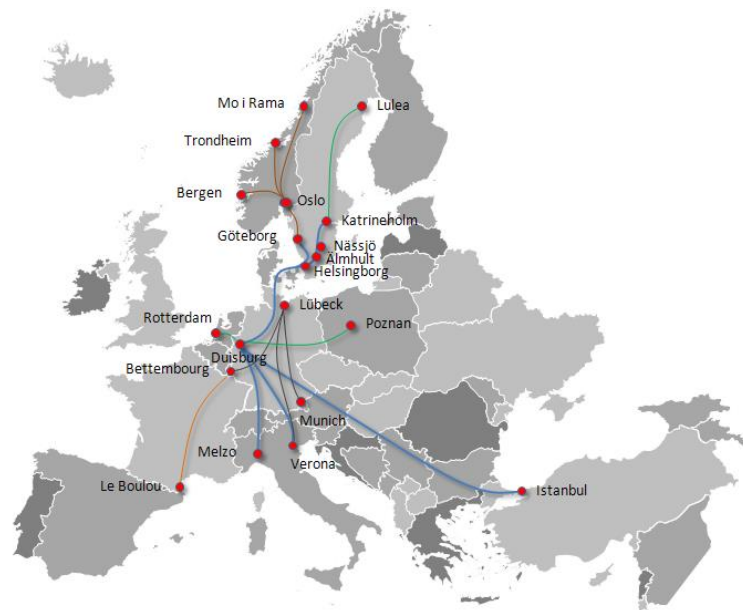 Mo i Rama
Lulea
Trondheim
Bergen
Oslo
Katrineholm
Göteborg
Nässjö
Älmhult
Helsingborg
Lübeck
Rotterdam
Poznan
Duisburg
Bettembourg
Munich
Melzo
Verona
Le Boulou
Istanbul